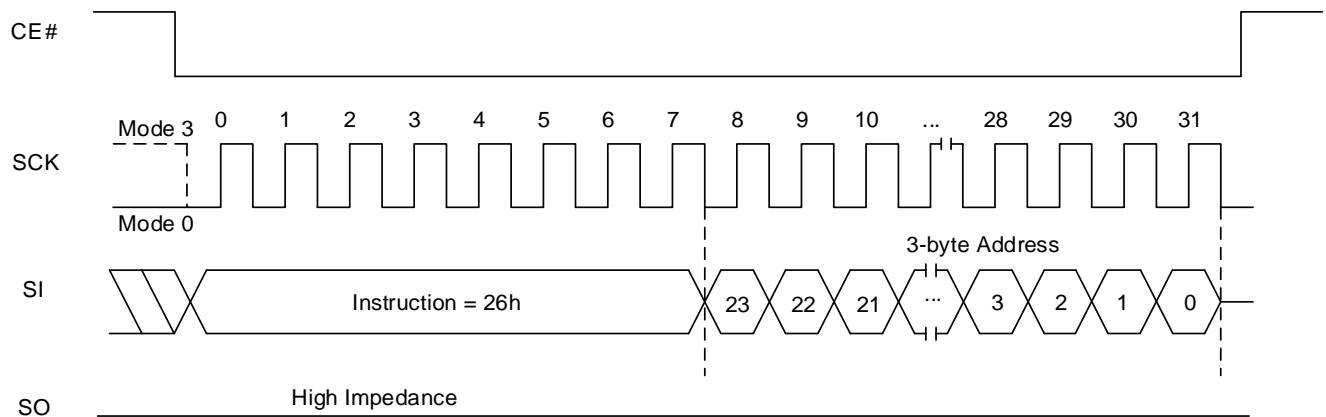 CE#
Mode 3
0 1 2 3 4 5 6 7 8 9 10 ... 28 29 30 31
SCK
Mode 0
3-byte Address
SI
Instruction = 26h
23 22 21 ... 3 2 1 0
High Impedance
SO